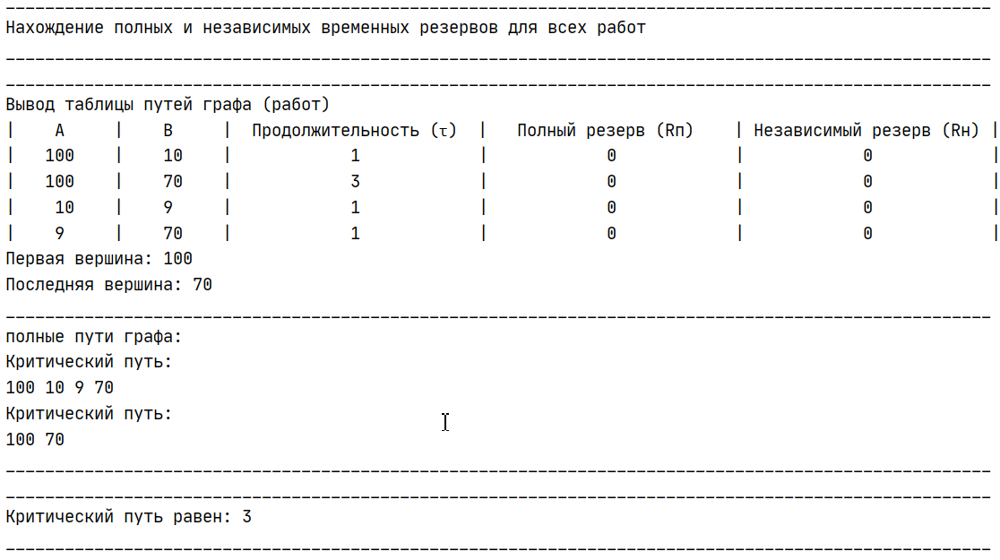 Нахождение полных и независимых временных резервов для всех работ
Вывод таблицы путей графа (работ)
| A | B | Продолжительность (τ) | Полный резерв (Rп) | Независимый резерв (Rн) |
| 100 | 10 | 1 | 0 | 0 |
| 100 | 70 | 3 | 0 | 0 |
| 10 | 9 | 1 | 0 | 0 |
| 9 | 70 | 1 | 0 | 0 |
Первая вершина: 100
Последняя вершина: 70
полные пути графа:
Критический путь:
100 10 9 70
Критический путь:
100 70
Критический путь равен: 3